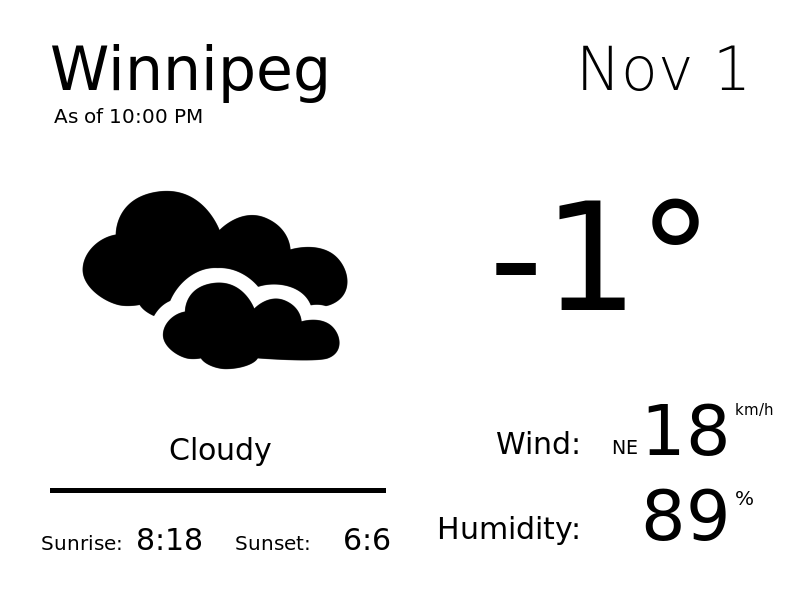 Winnipeg
Nov 1
As of 10:00 PM
-1°
Cloudy
Wind: NE 18 km/h
Humidity: 89 %
Sunrise: 8:18 Sunset: 6:6